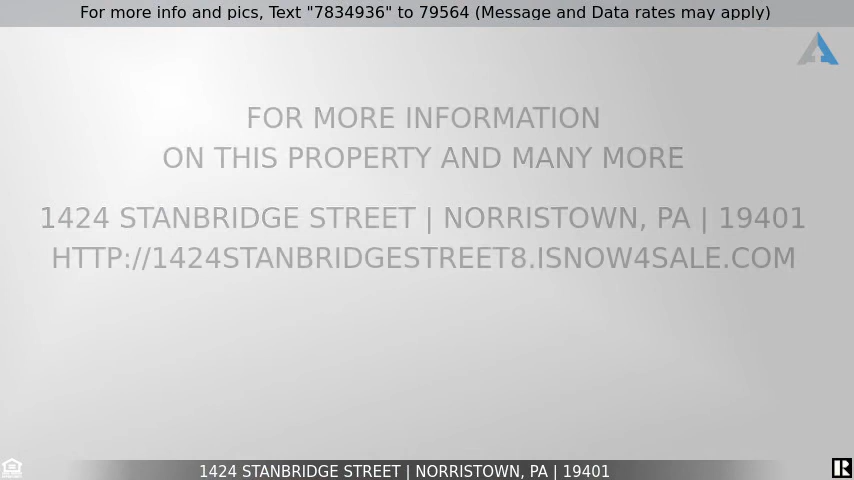 For more info and pics, Text "7834936" to 79564 (Message and Data rates may apply)
FOR MORE INFORMATION
ON THIS PROPERTY AND MANY MORE
1424 STANBRIDGE STREET | NORRISTOWN, PA | 19401
HTTP://1424STANBRIDGESTREET8.ISNOW4SALE.COM
1424 STANBRIDGE STREET | NORRISTOWN, PA | 19401